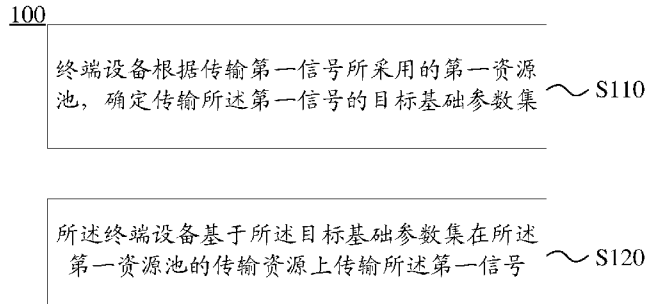 100
终端设备根据传输第一信号所采用的第一资源
池，确定传输所述第一信号的目标基础参数集
S110
所述终端设备基于所述目标基础参数集在所述
第一资源池的传输资源上传输所述第一信号
S120